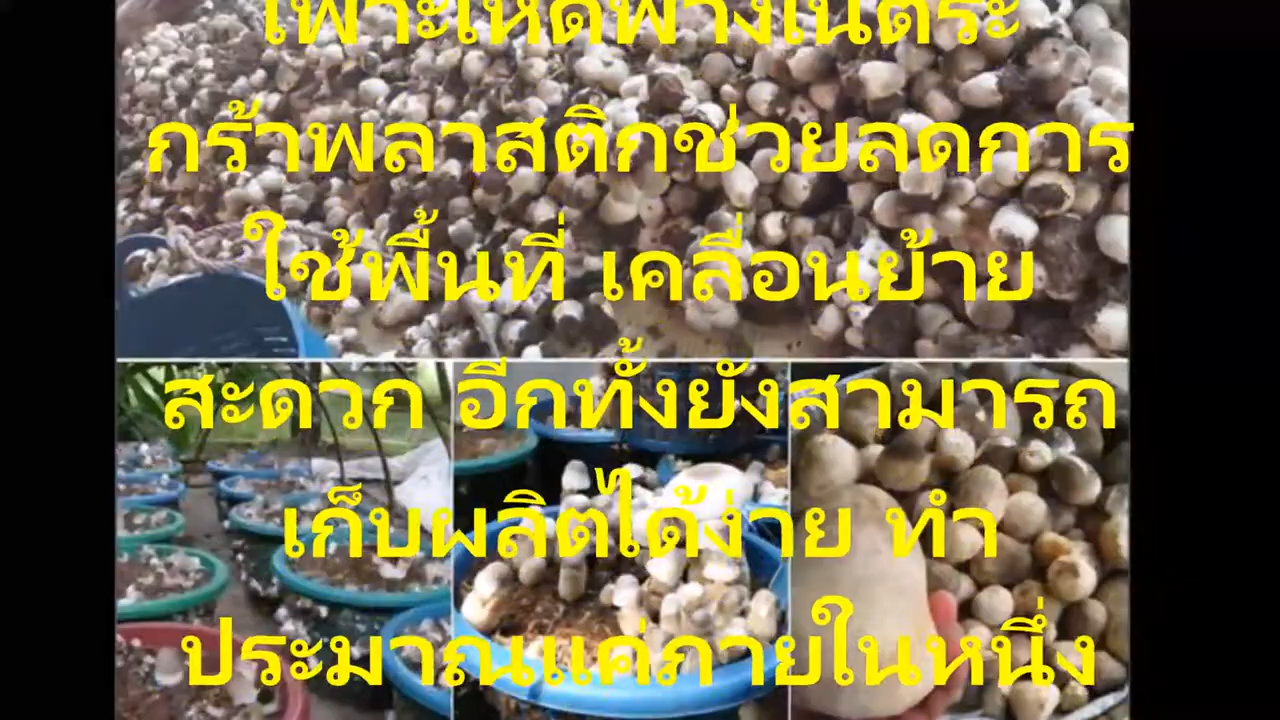 เพาะเห็ดฟางในตระ
กร้าพลาสติกช่วยลดการ
ใช้พื้นที่ เคลื่อนย้าย
สะดวก อีกทั้งยังสามารถ
เก็บผลิตได้ง่าย ทำ
ประมาณแค่ภายในหนึ่ง